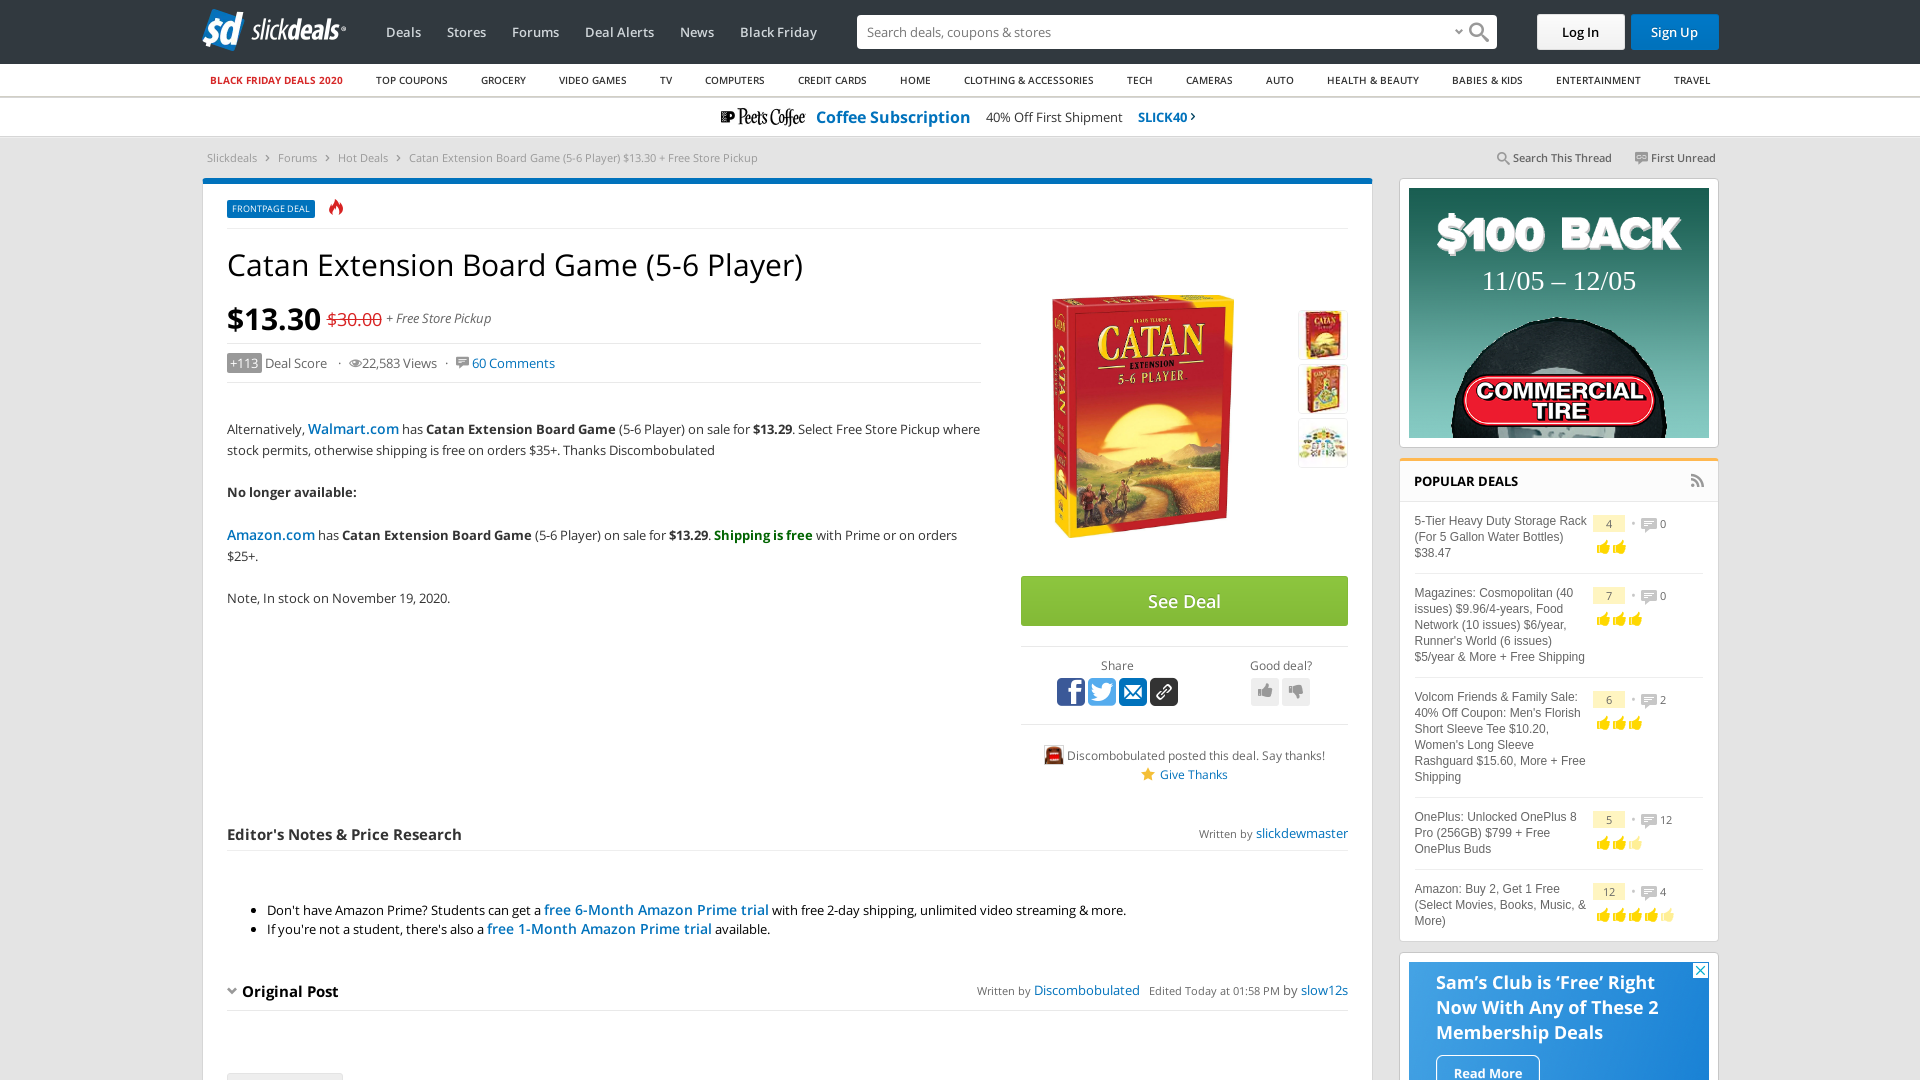 slickdeals
Deals Stores Forums Deal Alerts News Black Friday
Search deals, coupons & stores
Log In Sign Up
BLACK FRIDAY DEALS 2020 TOP COUPONS GROCERY VIDEO GAMES TV COMPUTERS CREDIT CARDS HOME CLOTHING & ACCESSORIES TECH CAMERAS AUTO HEALTH & BEAUTY BABIES & KIDS ENTERTAINMENT TRAVEL
Peet's Coffee Coffee Subscription 40% Off First Shipment SLICK40
Slickdeals Forums Hot Deals Catan Extension Board Game (5-6 Player) $13.30 + Free Store Pickup
Search This Thread First Unread
FRONTPAGE DEAL
Catan Extension Board Game (5-6 Player)
$13.30 $30.00 + Free Store Pickup
+113 Deal Score · 22,583 Views · 60 Comments
Alternatively, Walmart.com has Catan Extension Board Game (5-6 Player) on sale for $13.29. Select Free Store Pickup where
stock permits, otherwise shipping is free on orders $35+. Thanks Discombobulated
No longer available:
Amazon.com has Catan Extension Board Game (5-6 Player) on sale for $13.29. Shipping is free with Prime or on orders
$25+.
Note, In stock on November 19, 2020.
CATAN
KLAUS TEUBER'S
CATAN
EXTENSION
5-6 PLAYER
CATAN
See Deal
Share
Good deal?
Discombobulated posted this deal. Say thanks!
Give Thanks
Editor's Notes & Price Research
Written by slickdewmaster
Don't have Amazon Prime? Students can get a free 6-Month Amazon Prime trial with free 2-day shipping, unlimited video streaming & more.
If you're not a student, there's also a free 1-Month Amazon Prime trial available.
Original Post
Written by Discombobulated Edited Today at 01:58 PM by slow12s
$100 BACK
11/05 – 12/05
COMMERCIAL
TIRE
POPULAR DEALS
5-Tier Heavy Duty Storage Rack
(For 5 Gallon Water Bottles)
$38.47
4 • 0
Magazines: Cosmopolitan (40
issues) $9.96/4-years, Food
Network (10 issues) $6/year,
Runner's World (6 issues)
$5/year & More + Free Shipping
7 • 0
Volcom Friends & Family Sale:
40% Off Coupon: Men's Florish
Short Sleeve Tee $10.20,
Women's Long Sleeve
Rashguard $15.60, More + Free
Shipping
6 • 2
OnePlus: Unlocked OnePlus 8
Pro (256GB) $799 + Free
OnePlus Buds
5 • 12
Amazon: Buy 2, Get 1 Free
(Select Movies, Books, Music, &
More)
12 • 4
Sam's Club is 'Free' Right
Now With Any of These 2
Membership Deals
Read More